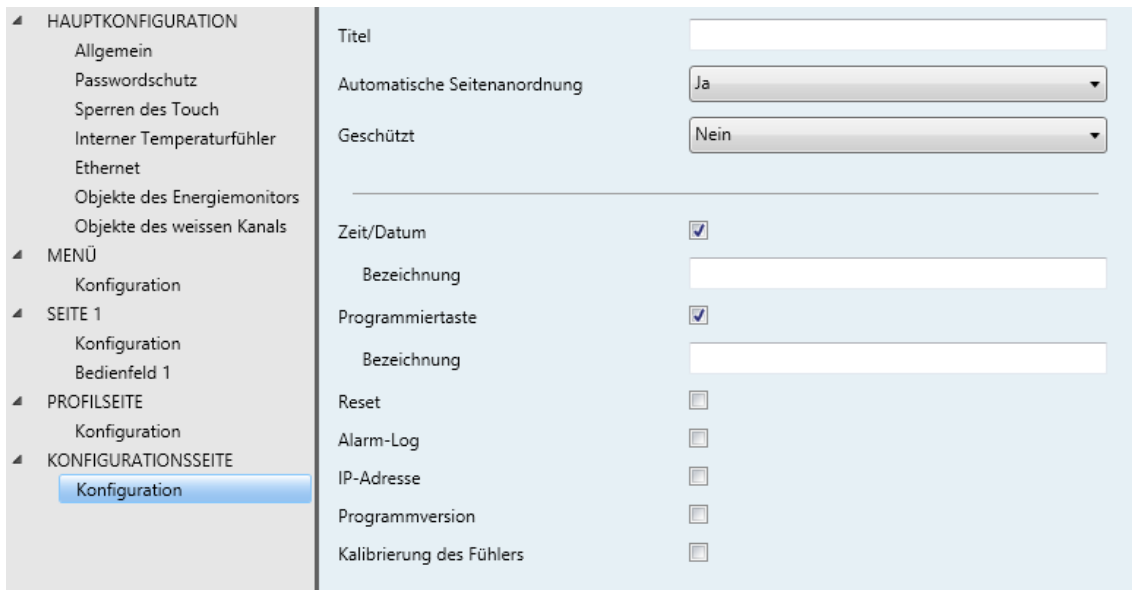 HAUPTKONFIGURATION
Allgemein
Passwordschutz
Sperren des Touch
Interner Temperaturfühler
Ethernet
Objekte des Energiemonitors
Objekte des weissen Kanals
MENÜ
Konfiguration
SEITE 1
Konfiguration
Bedienfeld 1
PROFILSEITE
Konfiguration
KONFIGURATIONSSEITE
Konfiguration
Titel
Automatische Seitenanordnung Ja
Geschützt Nein
Zeit/Datum
Bezeichnung
Programmiertaste
Bezeichnung
Reset
Alarm-Log
IP-Adresse
Programmversion
Kalibrierung des Fühlers